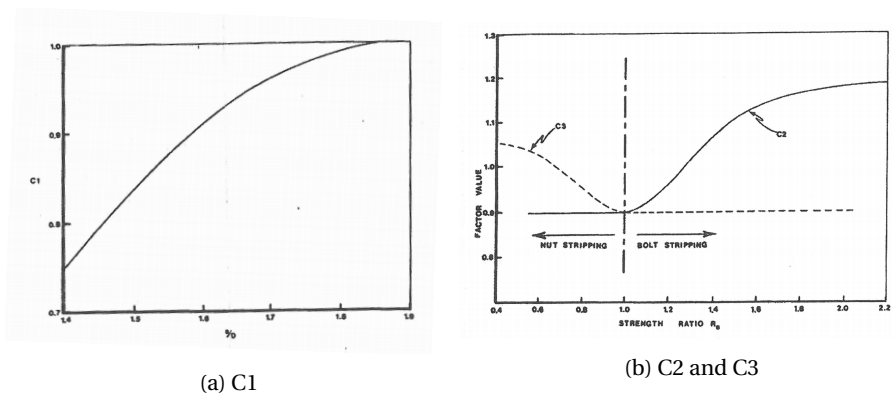 1.0
0.9
C1
0.8
0.7
1.4 1.5 1.6 1.7 1.8 1.9
(a) C1
1.3
1.2
1.1
1.0
0.9
0.8
FACTOR VALUE
C3
C2
NUT STRIPPING BOLT STRIPPING
0.4 0.6 0.8 1.0 1.2 1.4 1.6 1.8 2.0 2.2
STRENGTH RATIO Rs
(b) C2 and C3